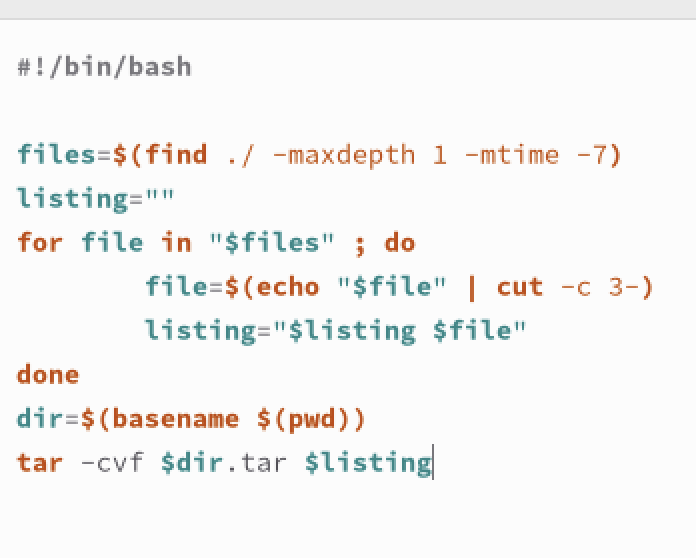 #!/bin/bash
files=$(find ./ -maxdepth 1 -mtime -7)
listing=""
for file in "$files" ; do
file=$(echo "$file" | cut -c 3-)
listing="$listing $file"
done
dir=$(basename $(pwd))
tar -cvf $dir.tar $listing